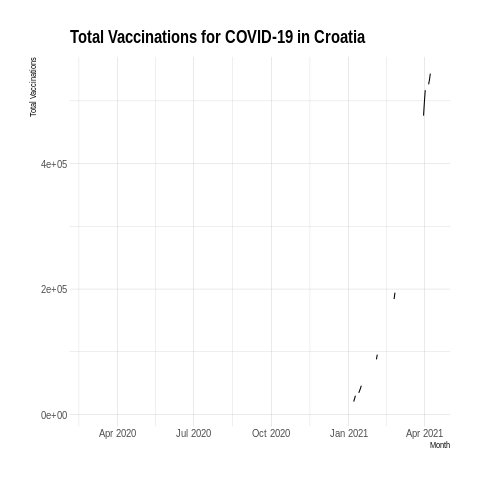 Total Vaccinations for COVID-19 in Croatia
Total Vaccinations
4e+05
2e+05
0e+00
Apr 2020 Jul 2020 Oct 2020 Jan 2021 Apr 2021
Month